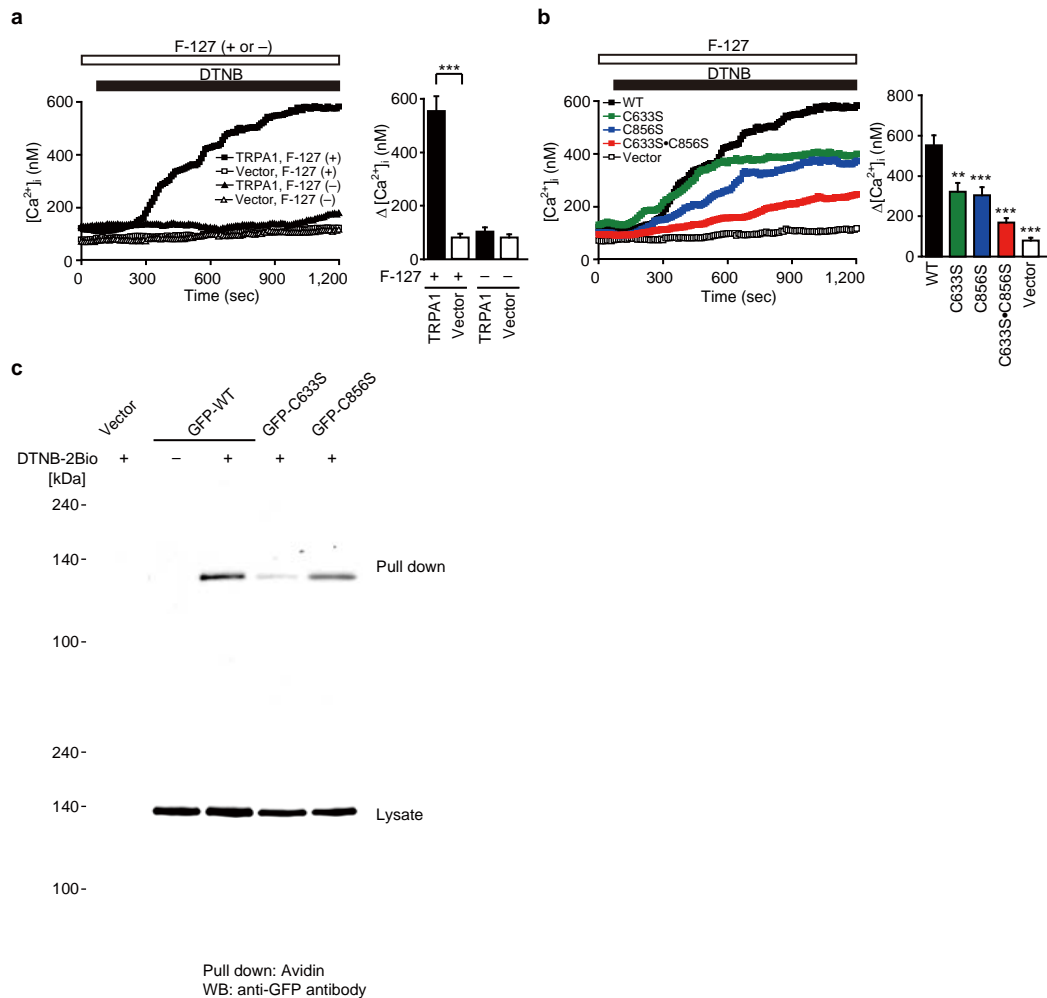 a
F-127 (+ or –)
DTNB
600
400
200
0
[Ca2+]i (nM)
TRPA1, F-127 (+)
Vector, F-127 (+)
TRPA1, F-127 (–)
Vector, F-127 (–)
0 300 600 900 1,200
Time (sec)
***
600
400
200
0
Δ [Ca2+]i (nM)
F-127 + + – –
TRPA1
Vector
TRPA1
Vector
b
F-127
DTNB
600
400
200
0
[Ca2+]i (nM)
WT
C633S
C856S
C633S•C856S
Vector
0 300 600 900 1,200
Time (sec)
800
600
400
200
0
Δ[Ca2+]i (nM)
** *** *** ***
WT
C633S
C856S
C633S•C856S
Vector
c
Vector
GFP-WT
GFP-C633S
GFP-C856S
DTNB-2Bio + – + + +
[kDa]
240-
140-
Pull down
100-
240-
140-
Lysate
100-
Pull down: Avidin
WB: anti-GFP antibody